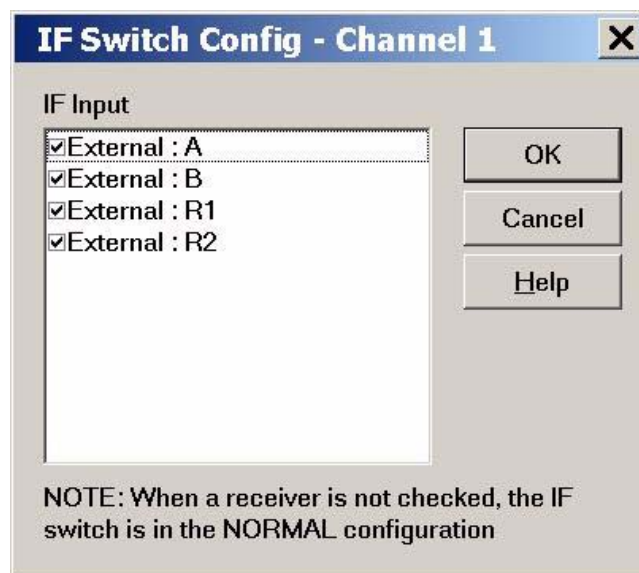 IF Switch Config - Channel 1
IF Input
External : A
External : B
External : R1
External : R2
OK
Cancel
Help
NOTE: When a receiver is not checked, the IF
switch is in the NORMAL configuration